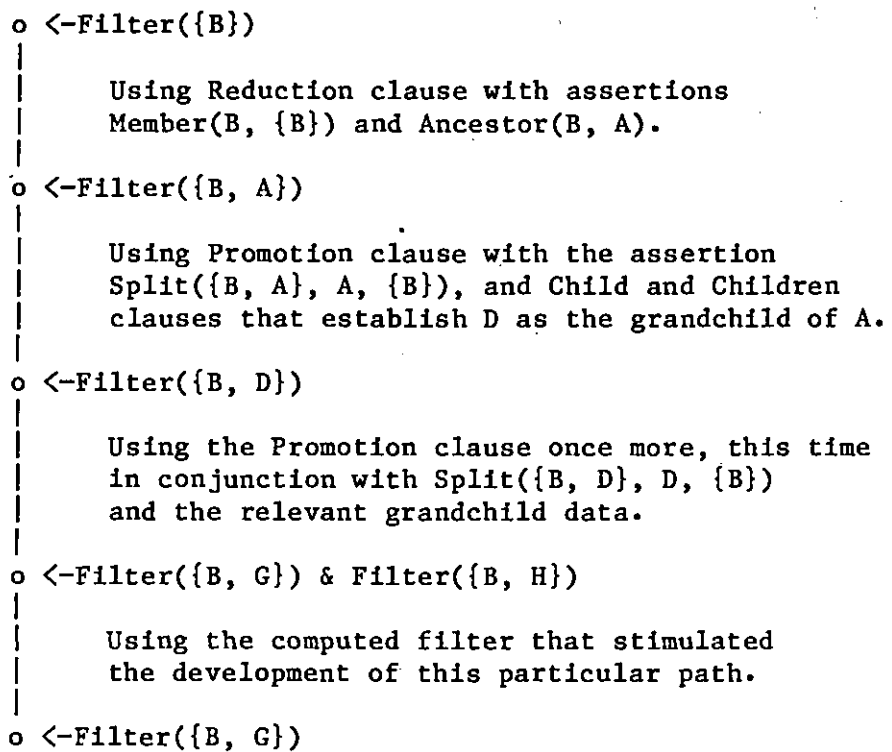 o <-Filter({B})
Using Reduction clause with assertions
Member(B, {B}) and Ancestor(B, A).
o <-Filter({B, A})
Using Promotion clause with the assertion
Split({B, A}, A, {B}), and Child and Children
clauses that establish D as the grandchild of A.
o <-Filter({B, D})
Using the Promotion clause once more, this time
in conjunction with Split({B, D}, D, {B})
and the relevant grandchild data.
o <-Filter({B, G}) & Filter({B, H})
Using the computed filter that stimulated
the development of this particular path.
o <-Filter({B, G})